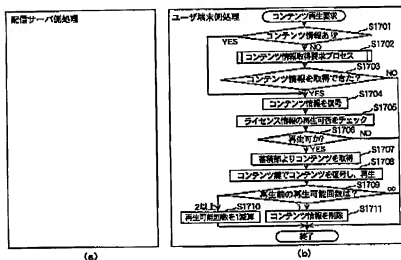 配信サーバ側処理
ユーザ端末側処理
コンテンツ再生要求
S1701
コンテンツ情報あり
YES
NO
S1702
コンテンツ情報取得要求プロセス
S1703
コンテンツ情報を取得できた?
NO
YES
S1704
コンテンツ情報を復号
S1705
ライセンス情報の再生可否をチェック
S1706
再生可か?
NO
YES
S1707
蓄積部よりコンテンツを取得
S1708
コンテンツ鍵でコンテンツを復号し、再生
S1709
再生前の再生可能回数は?
∞
2以上
S1710
再生可能回数を1減算
1
S1711
コンテンツ情報を削除
終了
(a)
(b)